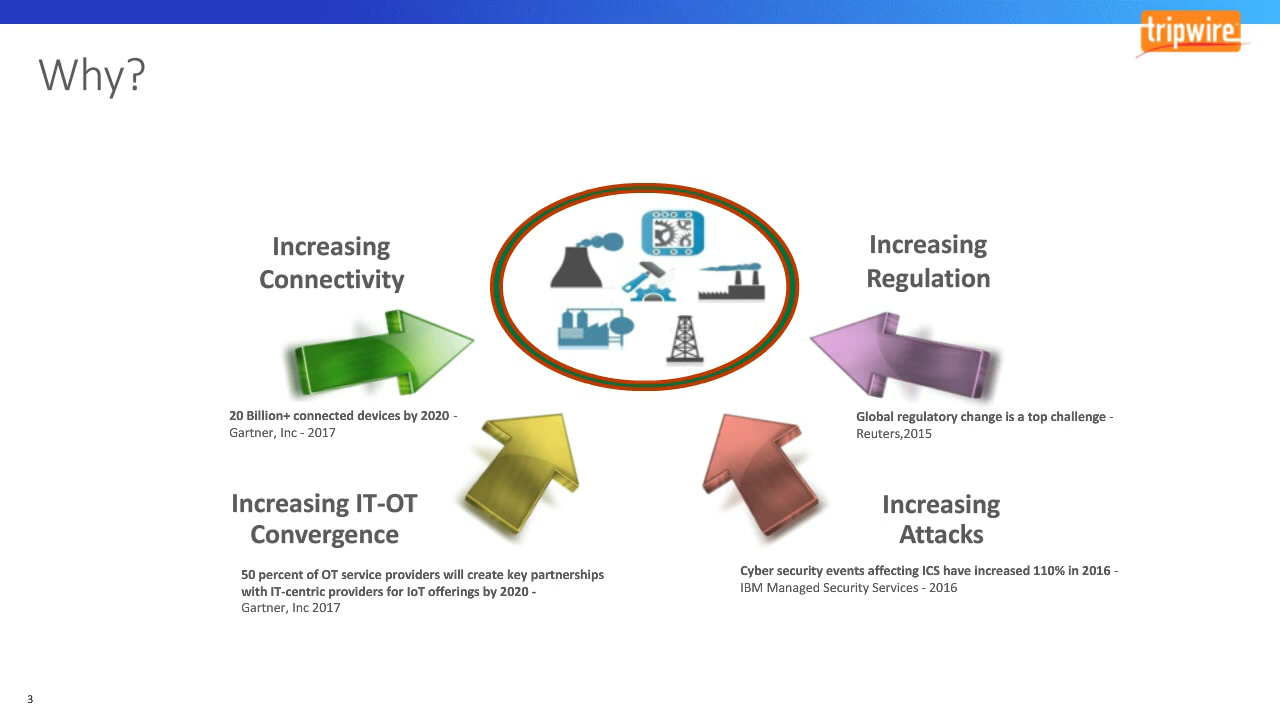 tripwire
Why?
Increasing
Connectivity
20 Billion+ connected devices by 2020 -
Gartner, Inc - 2017
Increasing
Regulation
Global regulatory change is a top challenge -
Reuters,2015
Increasing IT-OT
Convergence
50 percent of OT service providers will create key partnerships
with IT-centric providers for IoT offerings by 2020 -
Gartner, Inc 2017
Increasing
Attacks
Cyber security events affecting ICS have increased 110% in 2016 -
IBM Managed Security Services - 2016
3